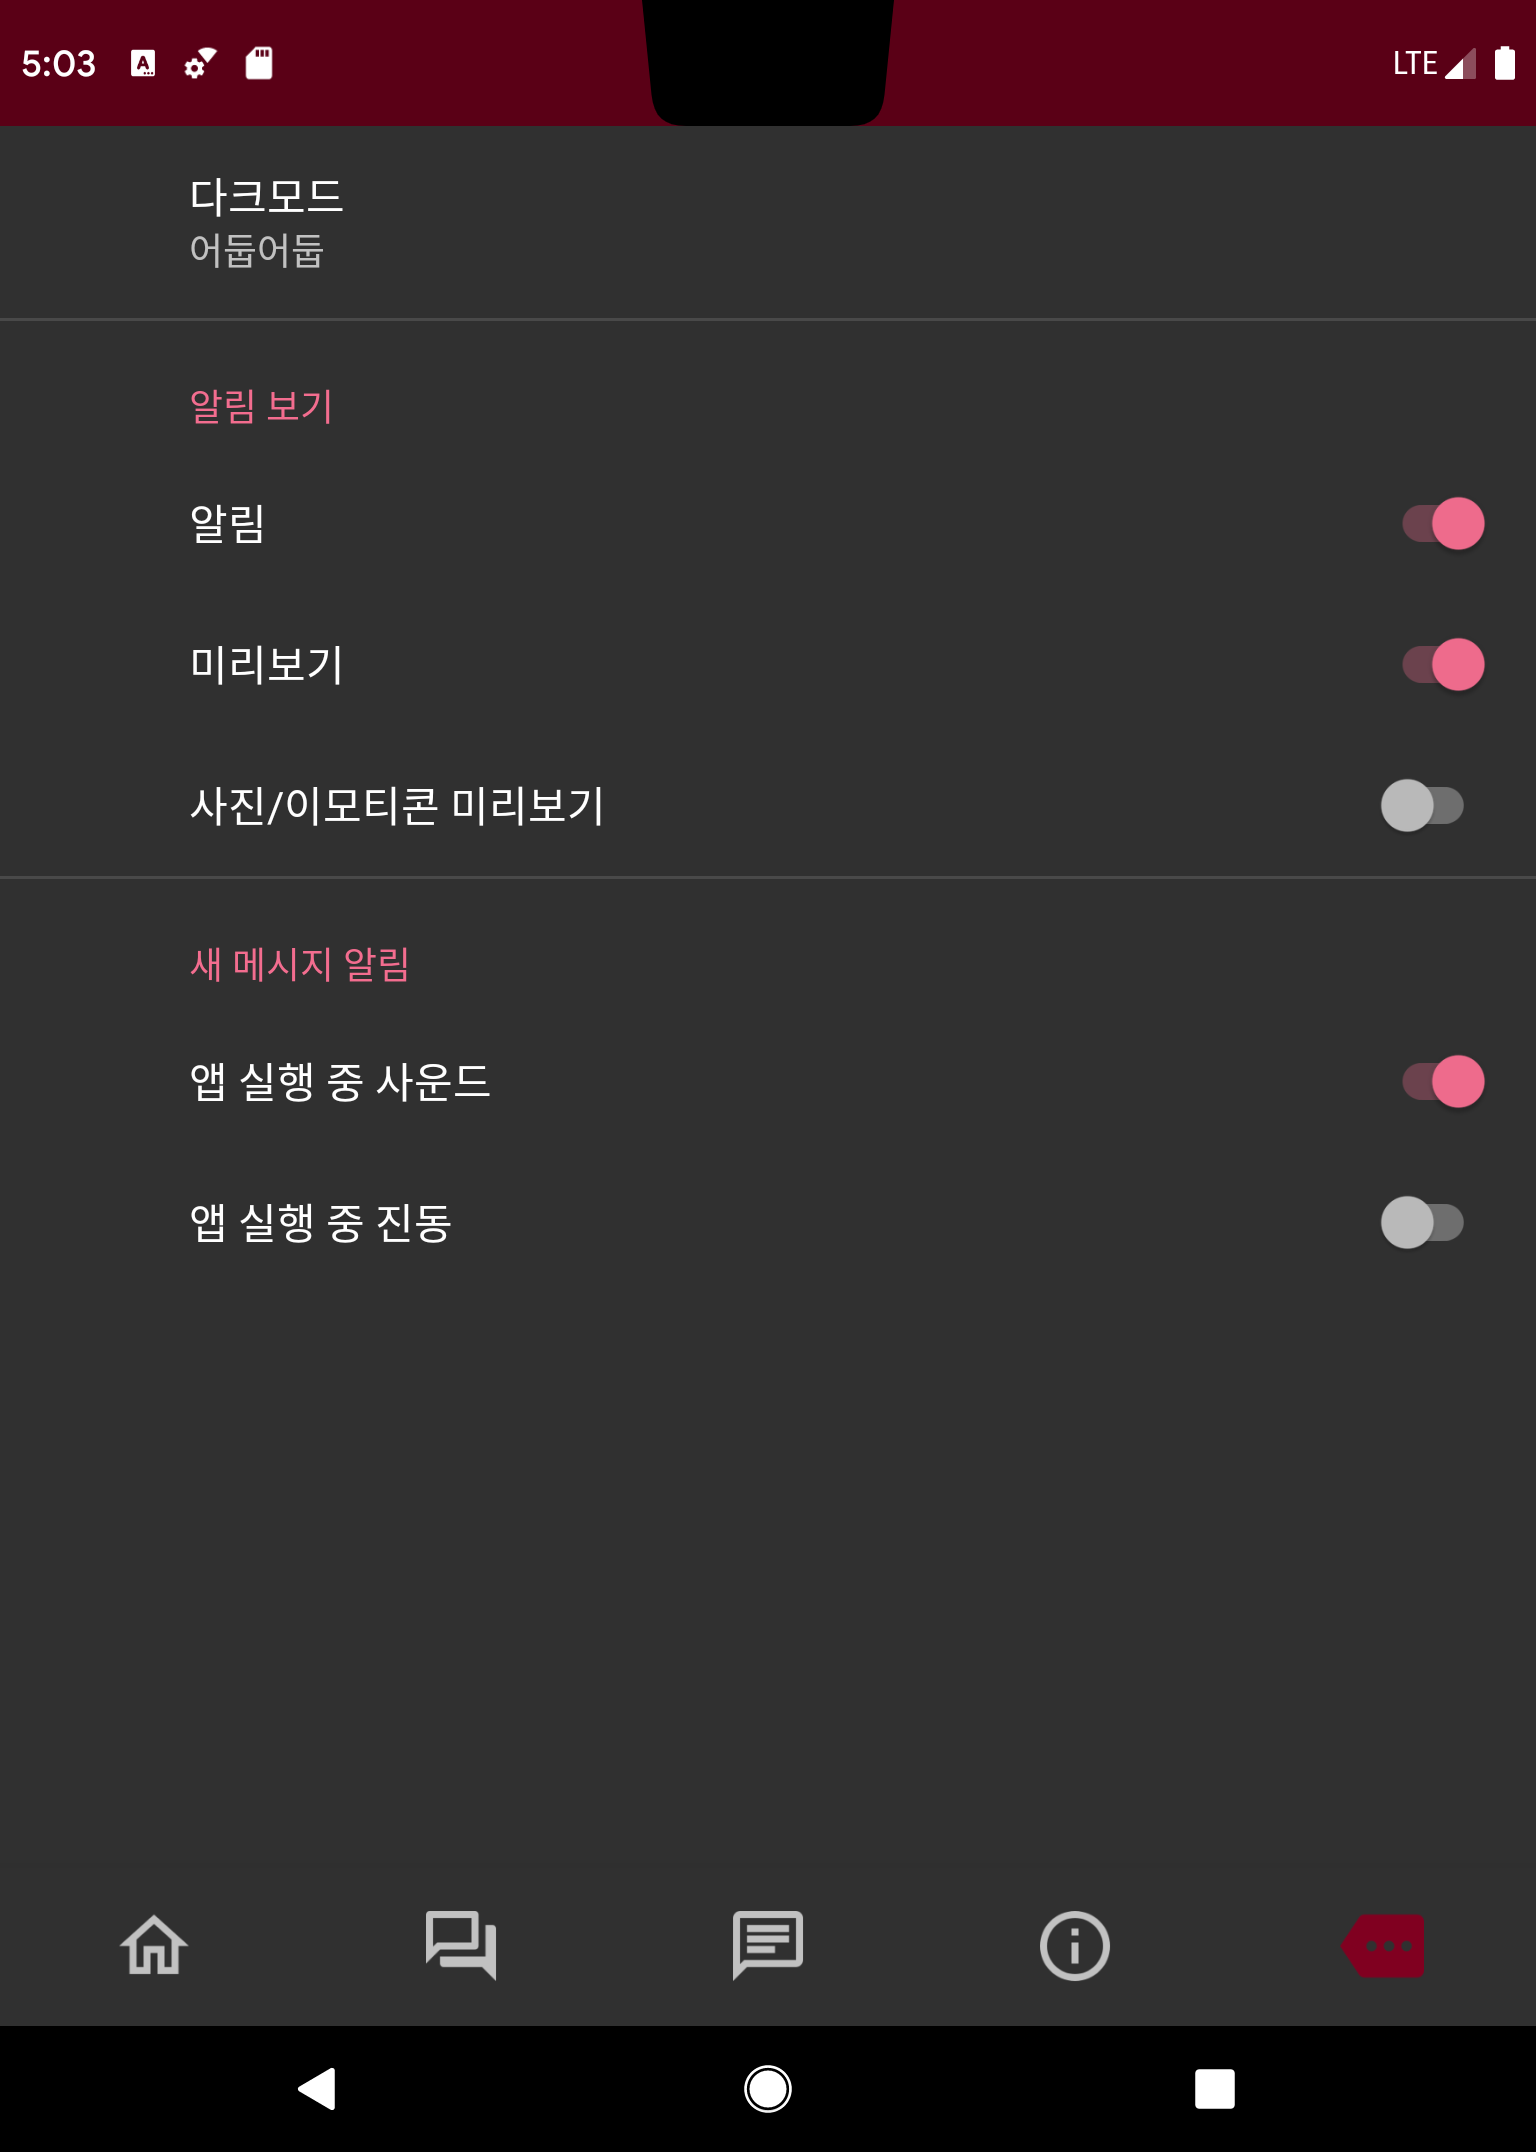 5:03
LTE
다크모드
어둡어둡
알림 보기
알림
미리보기
사진/이모티콘 미리보기
새 메시지 알림
앱 실행 중 사운드
앱 실행 중 진동